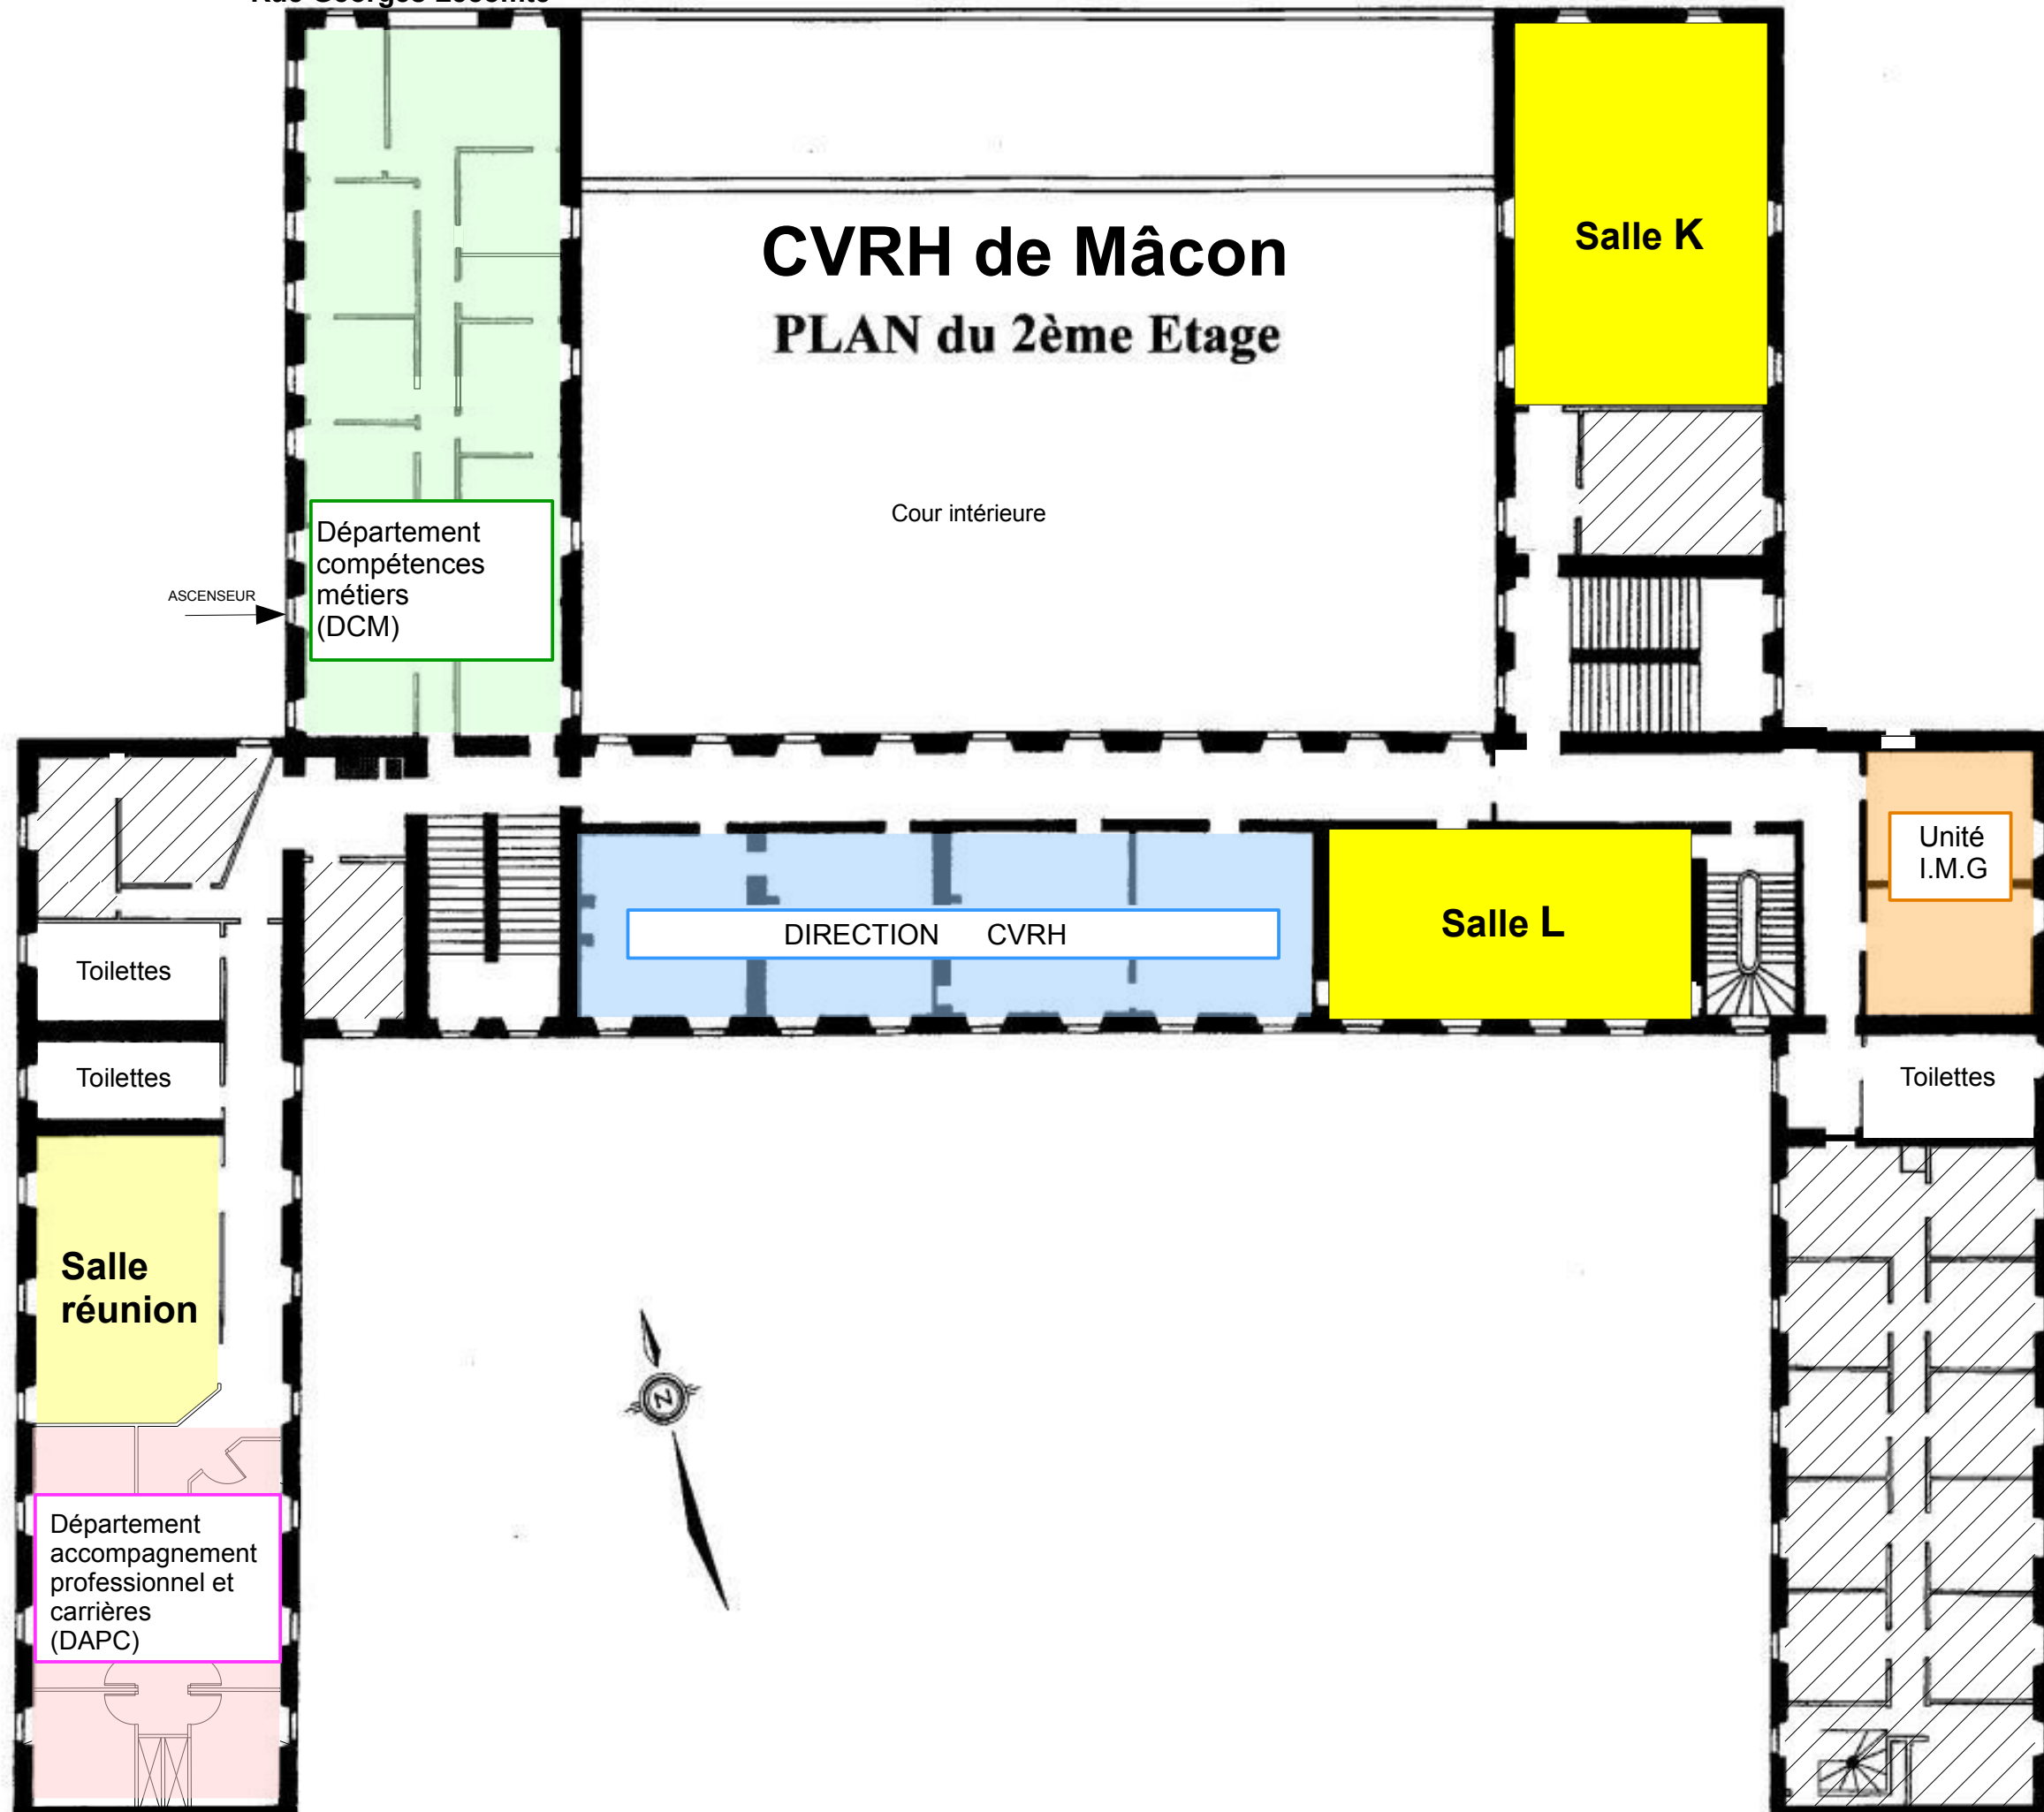 CVRH de Mâcon
PLAN du 2ème Etage
Salle K
Cour intérieure
Département
compétences
métiers
(DCM)
ASCENSEUR
Unité
I.M.G
DIRECTION CVRH
Salle L
Toilettes
Toilettes
Toilettes
Salle
réunion
N
Département
accompagnement
professionnel et
carrières
(DAPC)